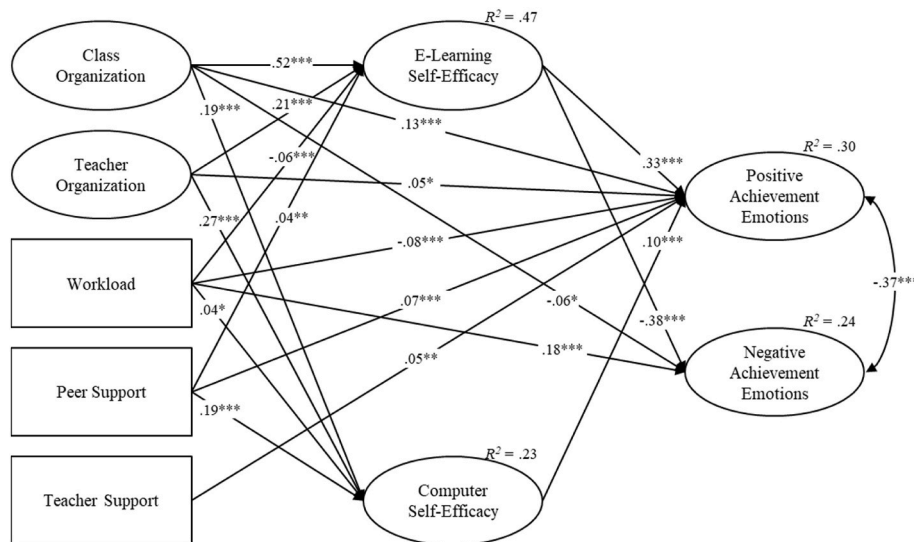 R² = .47
Class
Organization
E-Learning
Self-Efficacy
.52***
.19***
.21***
.13***
R² = .30
Teacher
Organization
-.06***
.33***
Positive
Achievement
Emotions
.05*
.27***
.04**
.10***
-.08***
Workload
-.37***
.07***
-.06*
.04*
-.38***
R² = .24
.18***
.05**
Peer Support
Negative
Achievement
Emotions
.19***
R² = .23
Teacher Support
Computer
Self-Efficacy